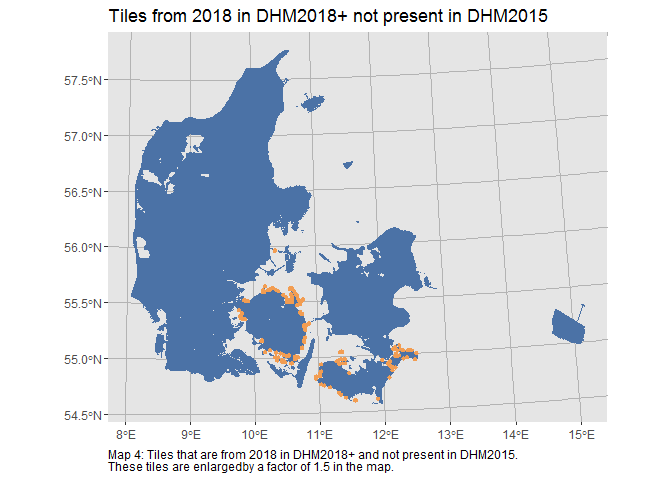 Tiles from 2018 in DHM2018+ not present in DHM2015
57.5°N
57.0°N
56.5°N
56.0°N
55.5°N
55.0°N
54.5°N
8°E 9°E 10°E 11°E 12°E 13°E 14°E 15°E
Map 4: Tiles that are from 2018 in DHM2018+ and not present in DHM2015.
These tiles are enlargedby a factor of 1.5 in the map.